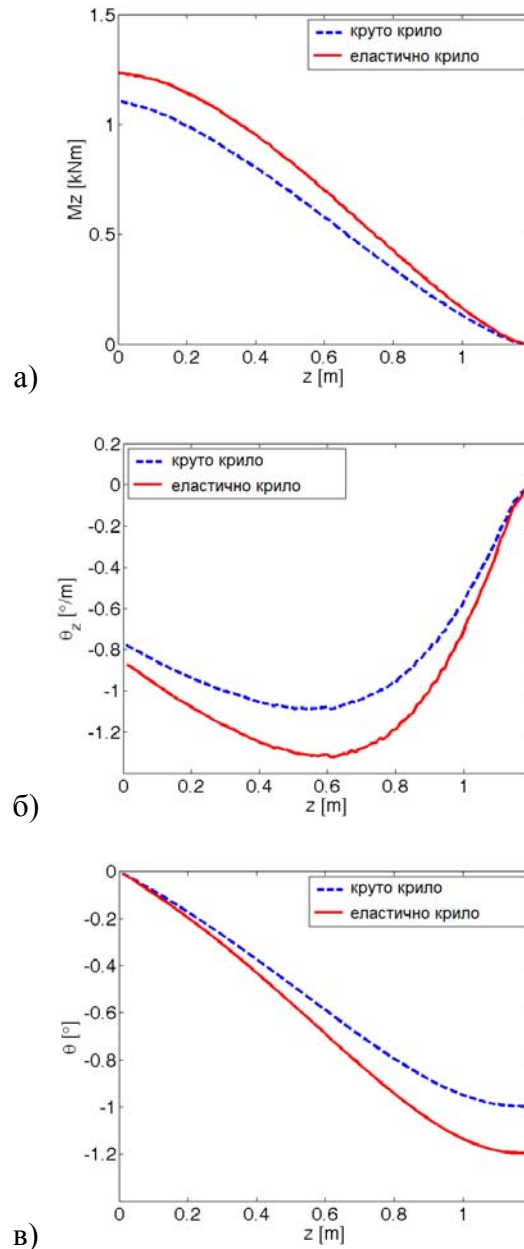 круто крило
еластично крило
1.5
1
0.5
0
Mz [kNm]
0 0.2 0.4 0.6 0.8 1
z [m]
а)
круто крило
еластично крило
0.2
0
-0.2
-0.4
-0.6
-0.8
-1
-1.2
θz [°/m]
0 0.2 0.4 0.6 0.8 1
z [m]
б)
круто крило
еластично крило
0
-0.2
-0.4
-0.6
-0.8
-1
-1.2
θ [°]
0 0.2 0.4 0.6 0.8 1
z [m]
в)